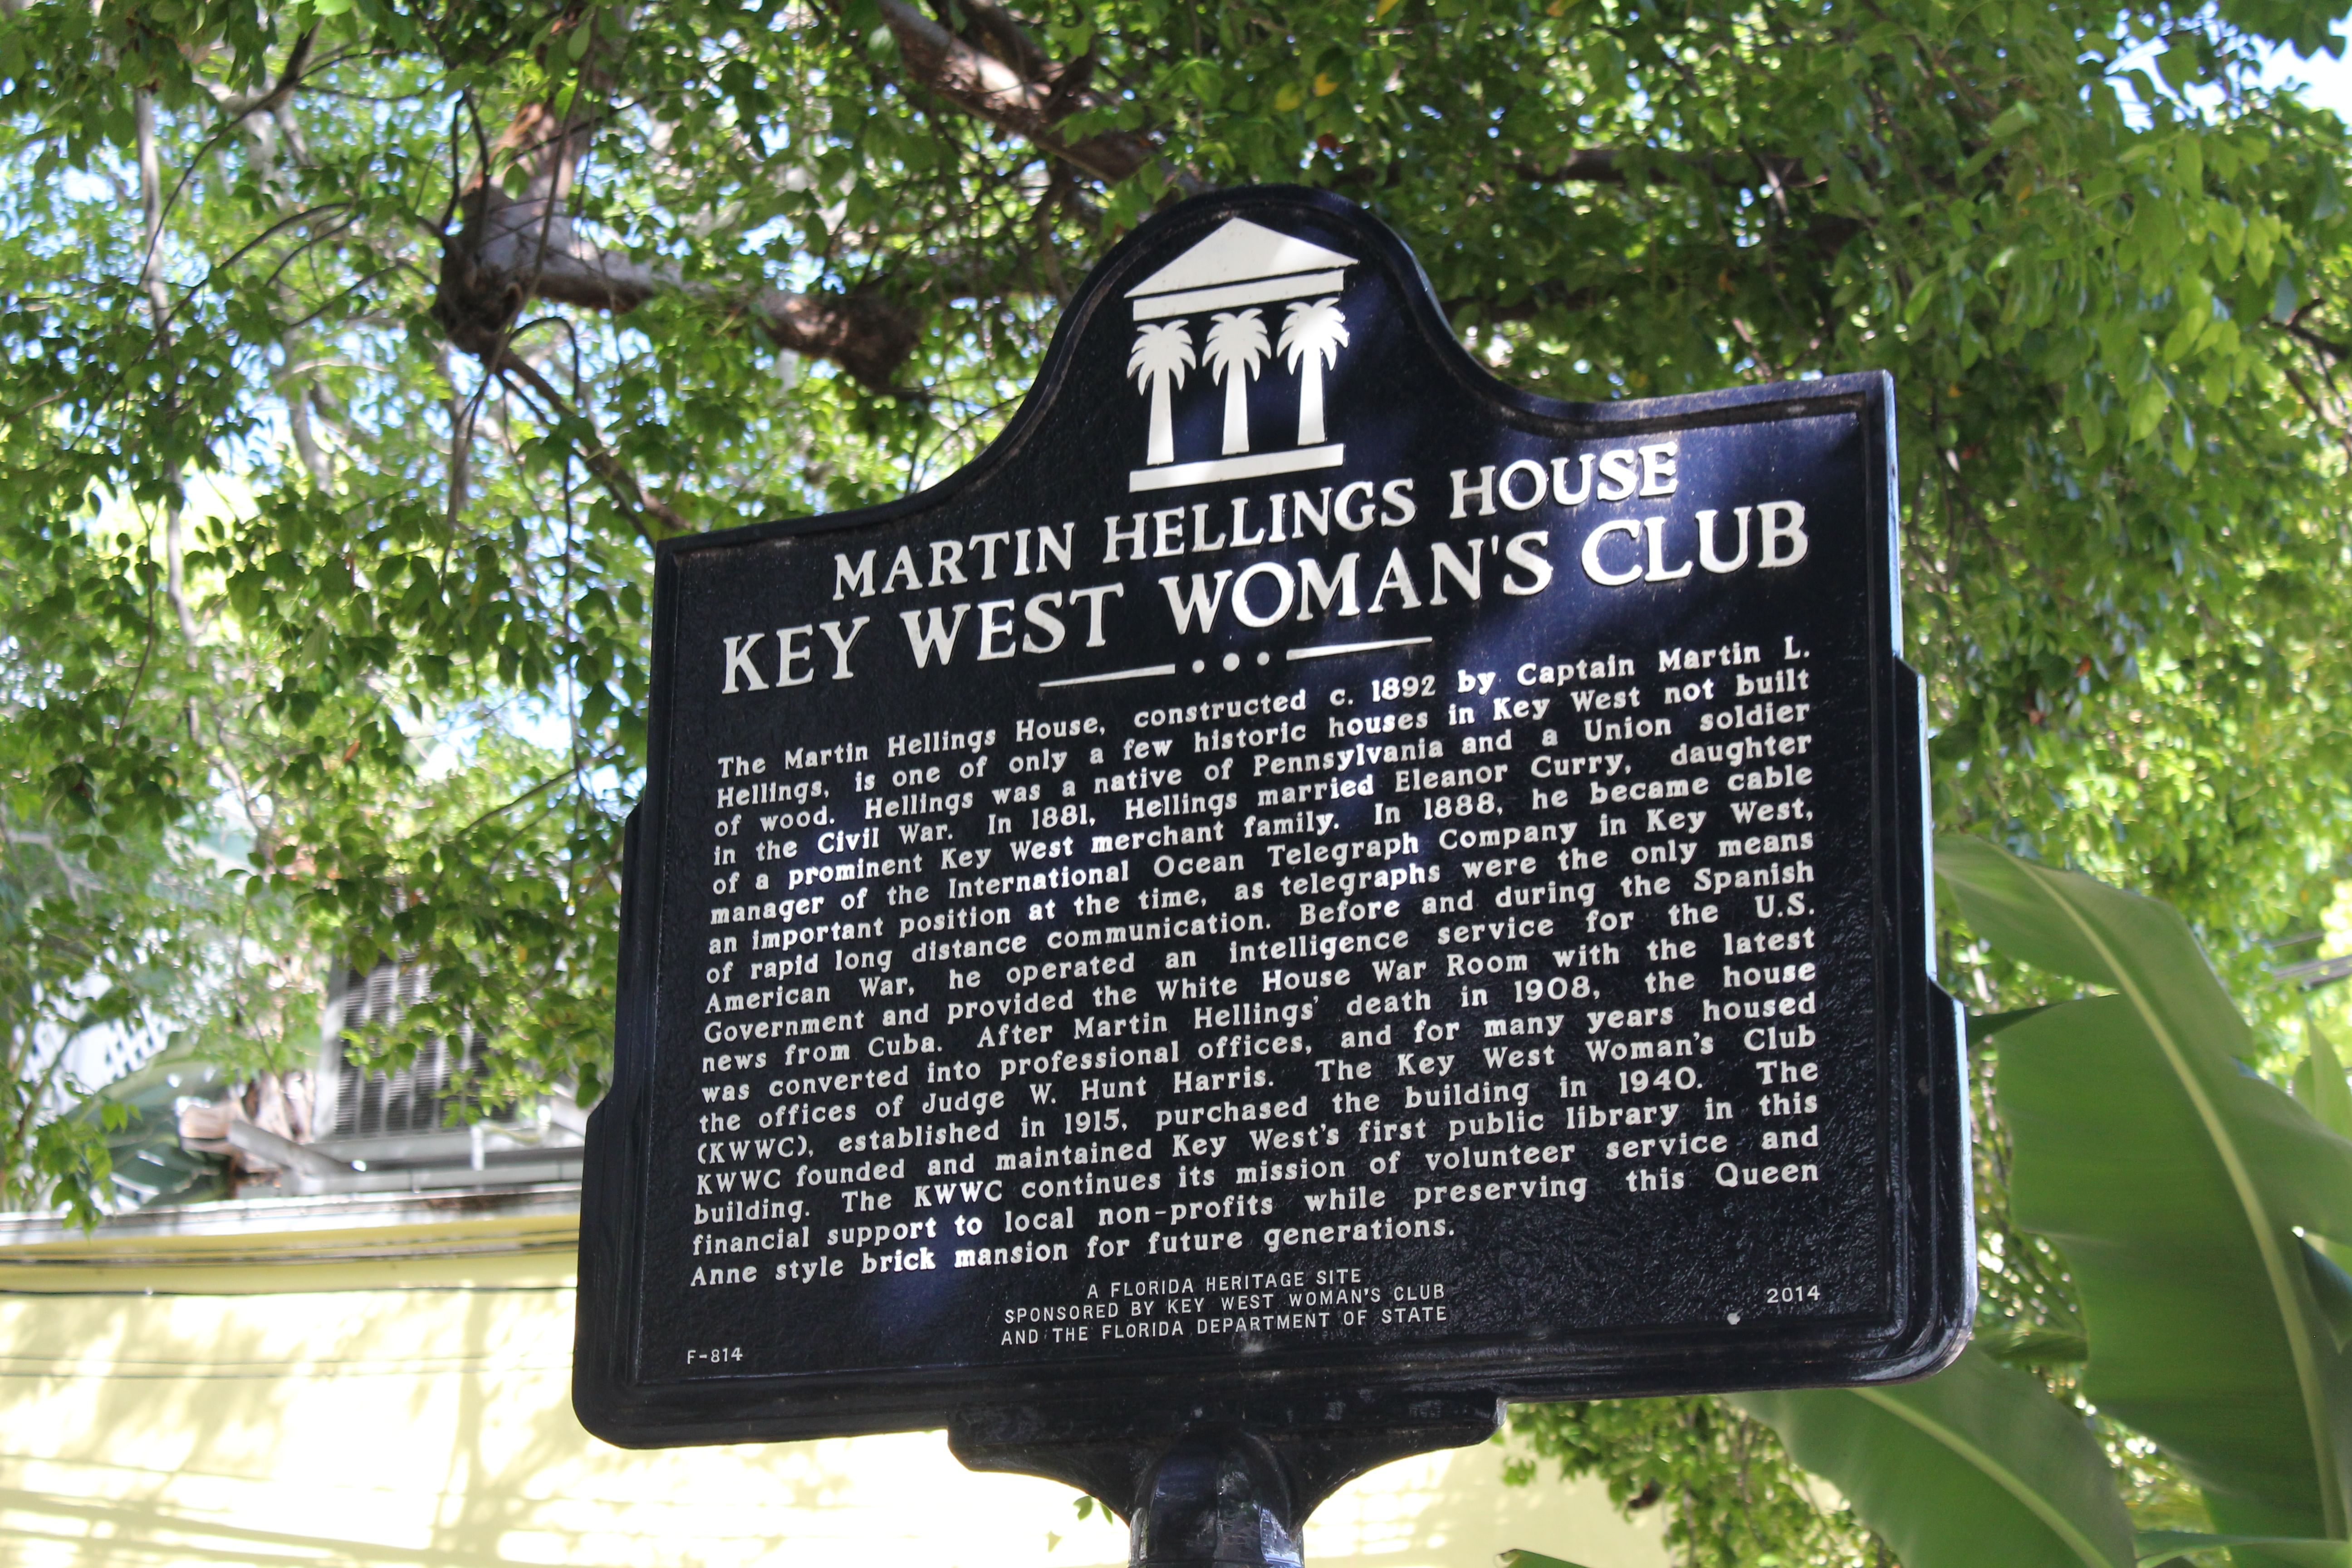 MARTIN HELLINGS HOUSE
KEY WEST WOMAN'S CLUB
The Martin Hellings House, constructed c. 1892 by Captain Martin L.
Hellings, is one of only a few historic houses in Key West not built
of wood. Hellings was a native of Pennsylvania and a Union soldier
in the Civil War. In 1881, Hellings married Eleanor Curry, daughter
of a prominent Key West merchant family. In 1888, he became cable
manager of the International Ocean Telegraph Company in Key West,
an important position at the time, as telegraphs were the only means
of rapid long distance communication. Before and during the Spanish
American War, he operated an intelligence service for the U.S.
Government and provided the White House War Room with the latest
news from Cuba. After Martin Hellings' death in 1908, the house
was converted into professional offices, and for many years housed
the offices of Judge W. Hunt Harris. The Key West Woman's Club
(KWWC), established in 1915, purchased the building in 1940. The
KWWC founded and maintained Key West's first public library in this
building. The KWWC continues its mission of volunteer service and
financial support to local non-profits while preserving this Queen
Anne style brick mansion for future generations.
A FLORIDA HERITAGE SITE
SPONSORED BY KEY WEST WOMAN'S CLUB
AND THE FLORIDA DEPARTMENT OF STATE
F-814
2014